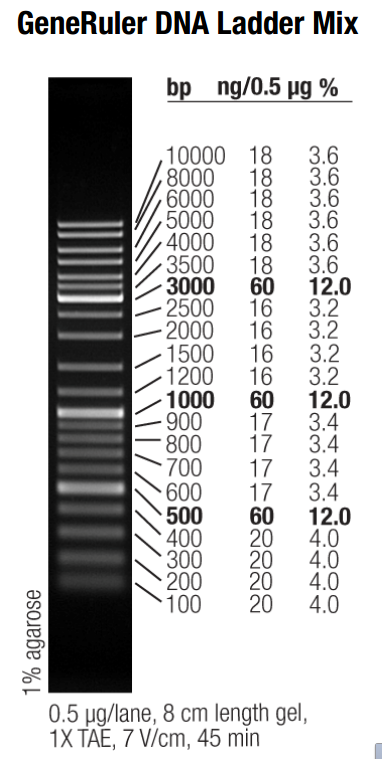 GeneRuler DNA Ladder Mix
bp ng/0.5 µg %
10000 18 3.6
8000 18 3.6
6000 18 3.6
5000 18 3.6
4000 18 3.6
3500 18 3.6
3000 60 12.0
2500 16 3.2
2000 16 3.2
1500 16 3.2
1200 16 3.2
1000 60 12.0
900 17 3.4
800 17 3.4
700 17 3.4
600 17 3.4
500 60 12.0
400 20 4.0
300 20 4.0
200 20 4.0
100 20 4.0
1% agarose
0.5 µg/lane, 8 cm length gel,
1X TAE, 7 V/cm, 45 min